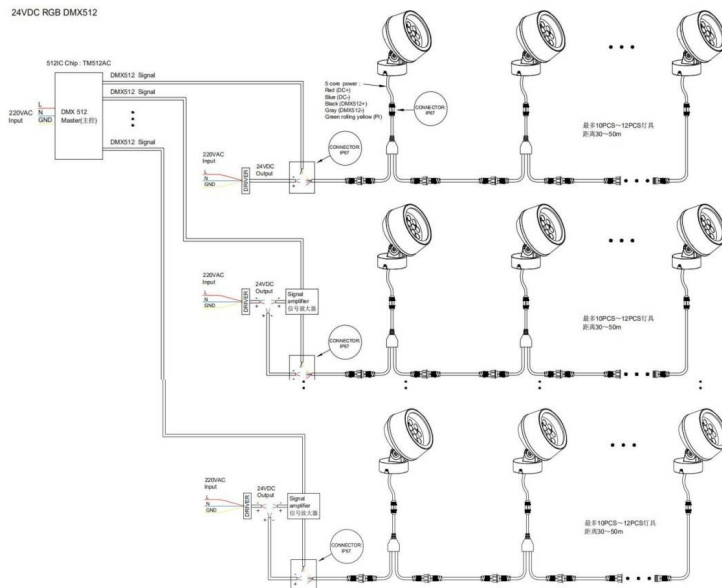 24VDC RGB DMX512
512IC Chip : TM512AC
DMX512 Signal
DMX512 Signal
DMX512 Signal
220VAC
Input
L
N
GND
DMX 512
Master(主控)
5 core power :
Red (DC+)
Blue (DC-)
Black (DMX512+)
Gray (DMX512-)
Green rolling yellow (PI)
CONNECTOR
IP67
CONNECTOR
IP67
最多10PCS～12PCS灯具
距离30～50m
220VAC
Input
L
N
GND
DRIVER
24VDC
Output
- -
+ +
220VAC
Input
L
N
GND
DRIVER
24VDC
Output
- -
+ +
Signal
amplifier
信号放大器
+ -
CONNECTOR
IP67
- -
+ +
最多10PCS～12PCS灯具
距离30～50m
220VAC
Input
L
N
GND
DRIVER
24VDC
Output
- -
+ +
Signal
amplifier
信号放大器
+ -
CONNECTOR
IP67
- -
+ +
最多10PCS～12PCS灯具
距离30～50m